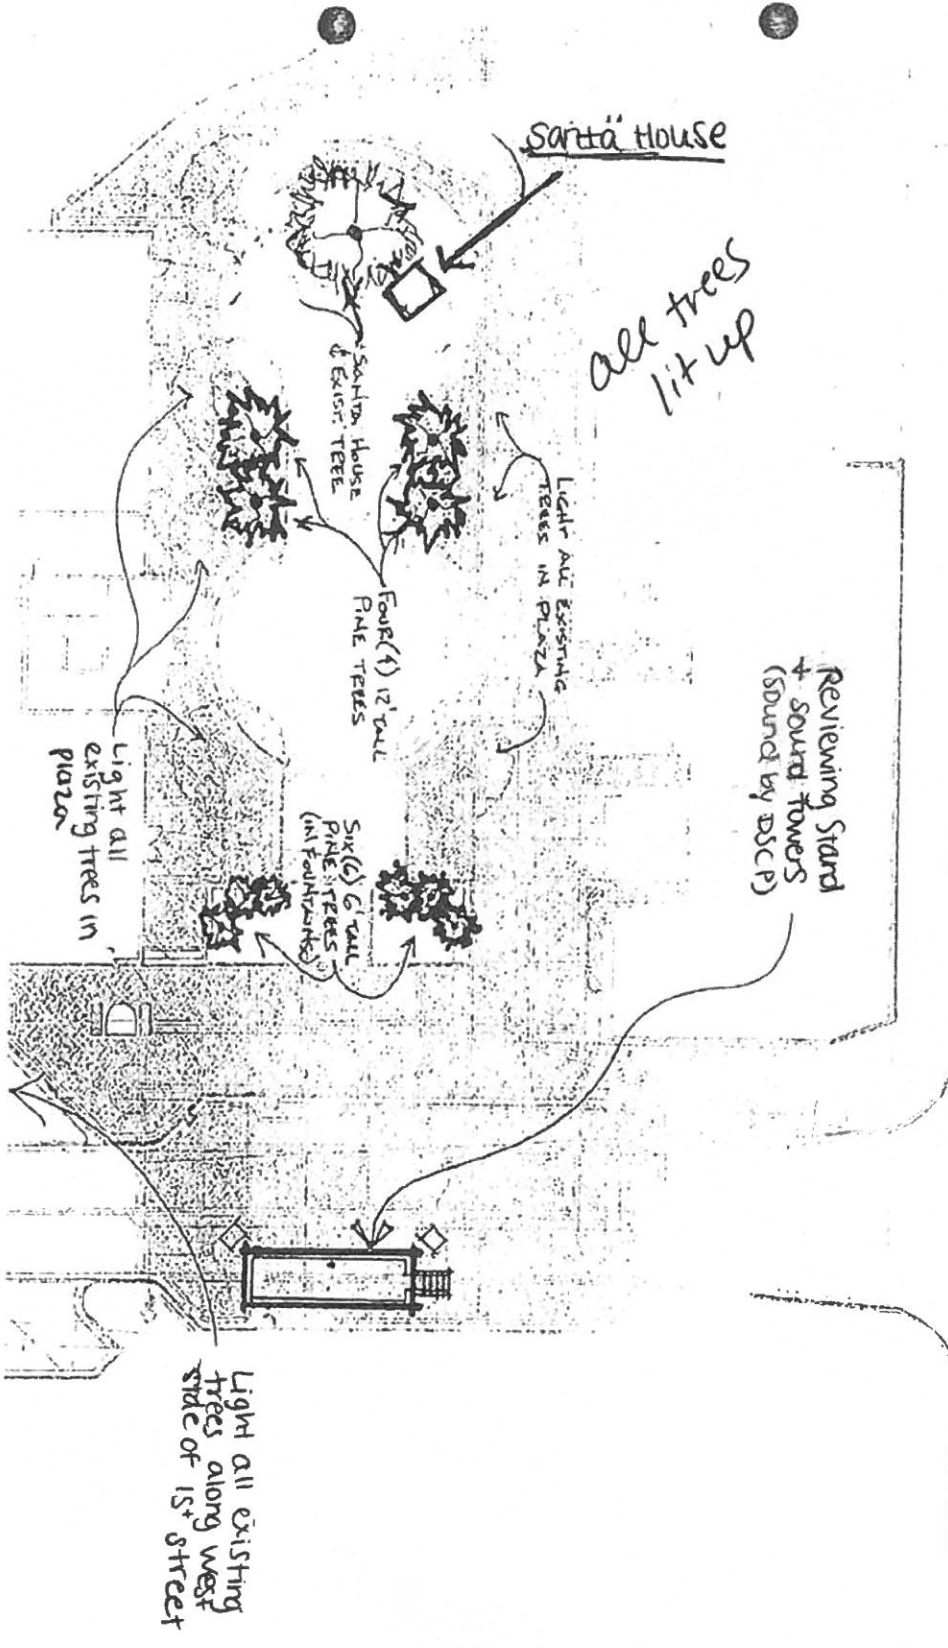 Santa House
all trees
lit up
SANTA HOUSE
& EXIST. TREE
LIGHT ALL EXISTING
TREES IN PLAZA
FOUR (4) 12' TALL
PINE TREES
Reviewing Stand
+ sound towers
(sound by DSCP)
Light all
existing trees in
plaza
SIX (6) 6' TALL
PINE TREES
(IN FOUNTAINS)
Light all existing
trees along west
side of 1st street